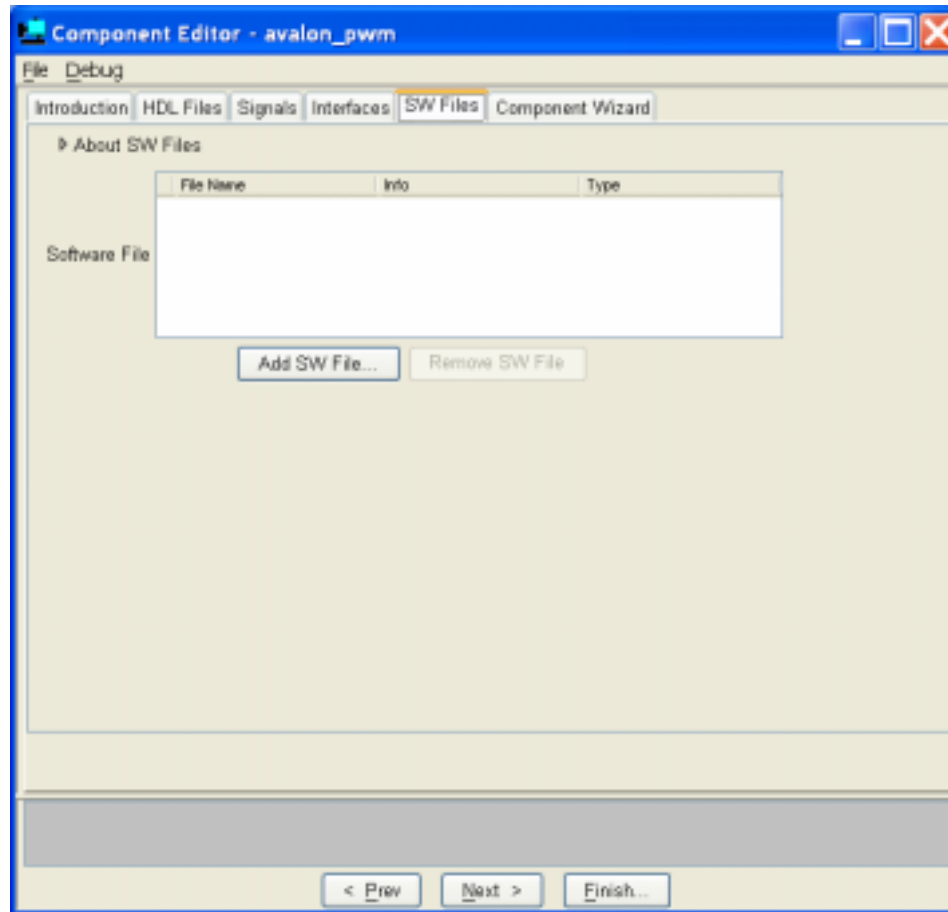 Component Editor - avalon_pwm
File Debug
Introduction HDL Files Signals Interfaces SW Files Component Wizard
About SW Files
File Name Info Type
Software File
Add SW File... Remove SW File
< Prev Next > Finish...